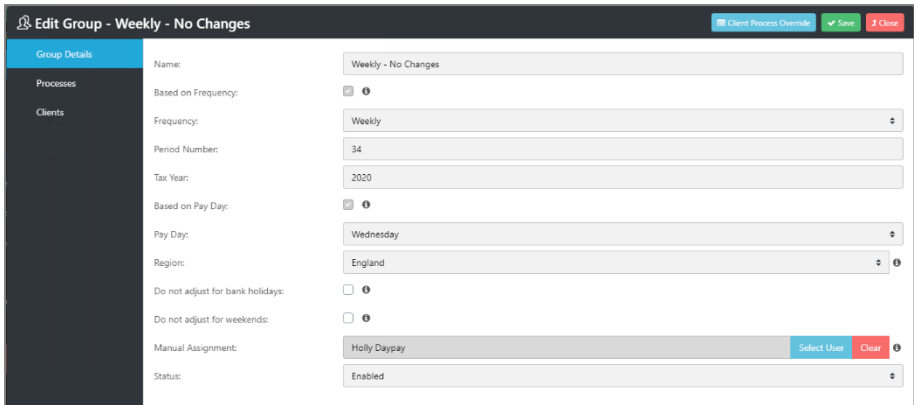 Edit Group - Weekly - No Changes
Client Process Override
Save
Close
Group Details
Processes
Clients
Name: Weekly - No Changes
Based on Frequency:
Frequency: Weekly
Period Number: 34
Tax Year: 2020
Based on Pay Day:
Pay Day: Wednesday
Region: England
Do not adjust for bank holidays:
Do not adjust for weekends:
Manual Assignment: Holly Daypay Select User Clear
Status: Enabled